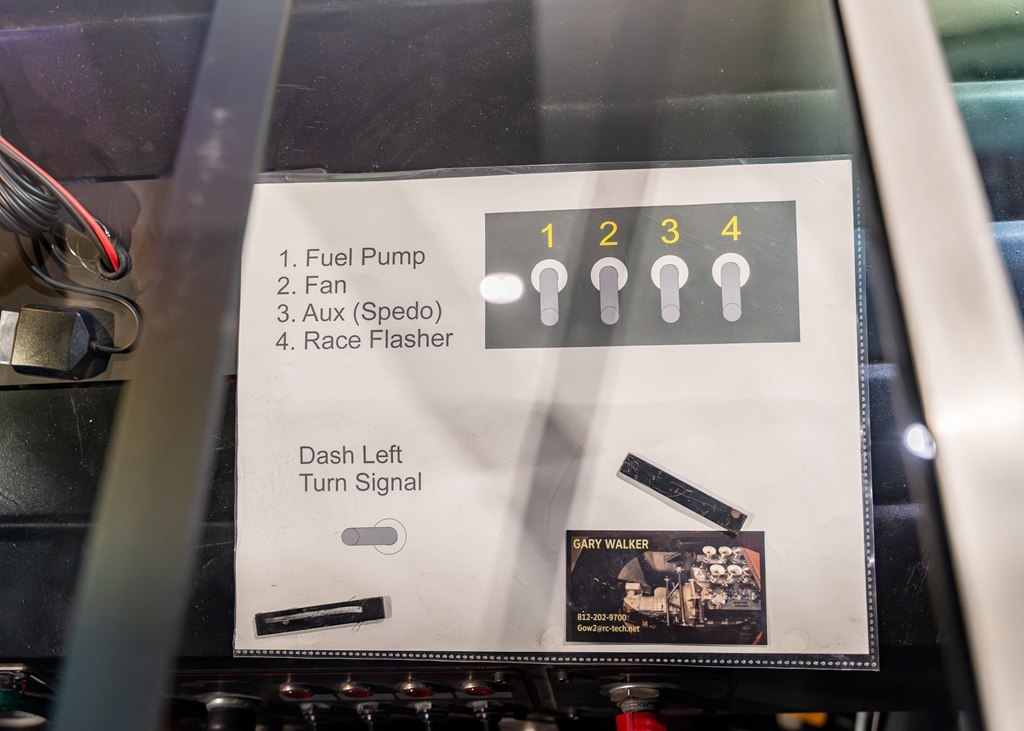 1. Fuel Pump
2. Fan
3. Aux (Spedo)
4. Race Flasher
1 2 3 4
Dash Left
Turn Signal
GARY WALKER
812-202-9700
Gow2@rc-tech.net